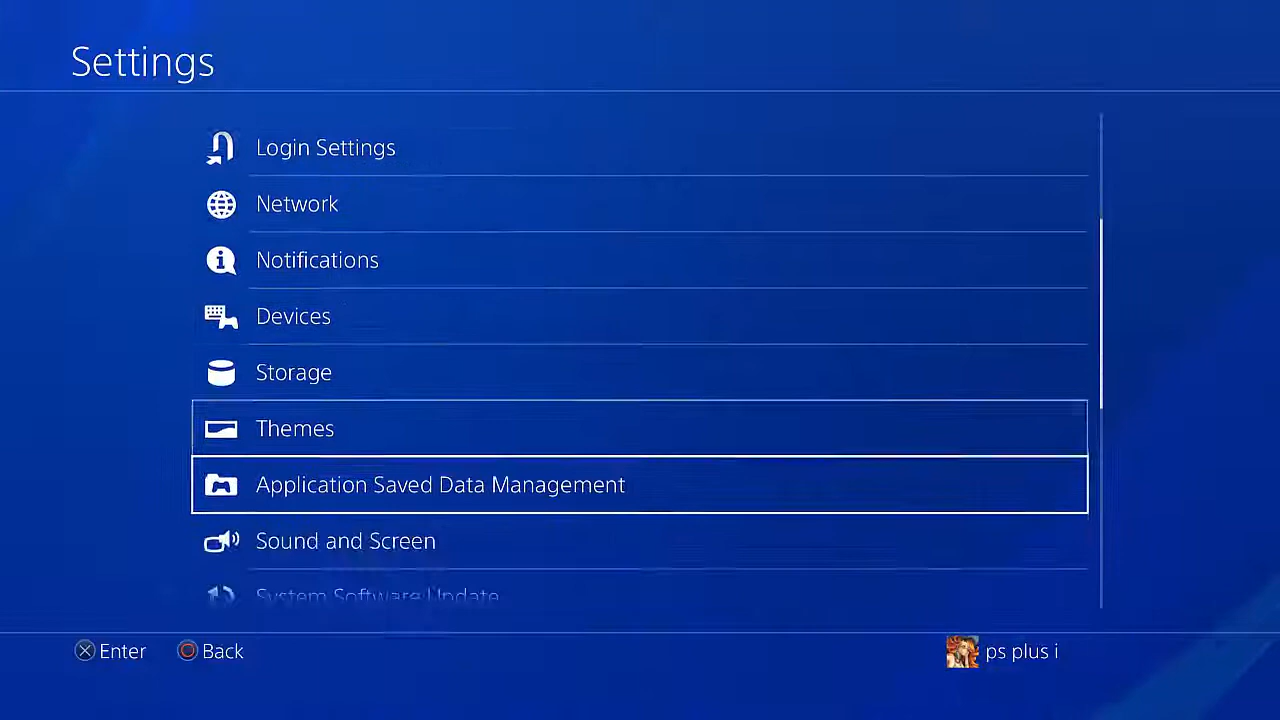 Settings
Login Settings
Network
Notifications
Devices
Storage
Themes
Application Saved Data Management
Sound and Screen
System Software Update
Enter
Back
ps plus i